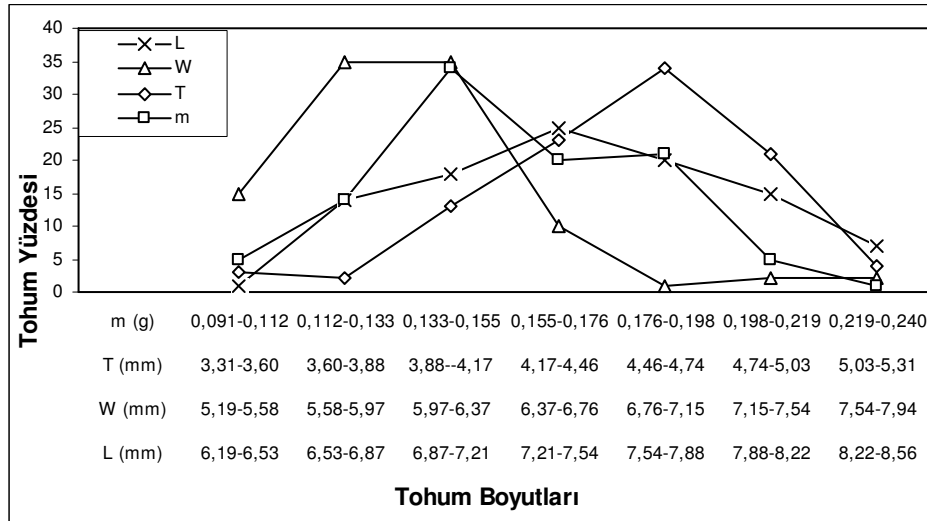 40
35
30
25
20
15
10
5
0
L
W
T
m
Tohum Yüzdesi
m (g) 0,091-0,112 0,112-0,133 0,133-0,155 0,155-0,176 0,176-0,198 0,198-0,219 0,219-0,240
T (mm) 3,31-3,60 3,60-3,88 3,88--4,17 4,17-4,46 4,46-4,74 4,74-5,03 5,03-5,31
W (mm) 5,19-5,58 5,58-5,97 5,97-6,37 6,37-6,76 6,76-7,15 7,15-7,54 7,54-7,94
L (mm) 6,19-6,53 6,53-6,87 6,87-7,21 7,21-7,54 7,54-7,88 7,88-8,22 8,22-8,56
Tohum Boyutları